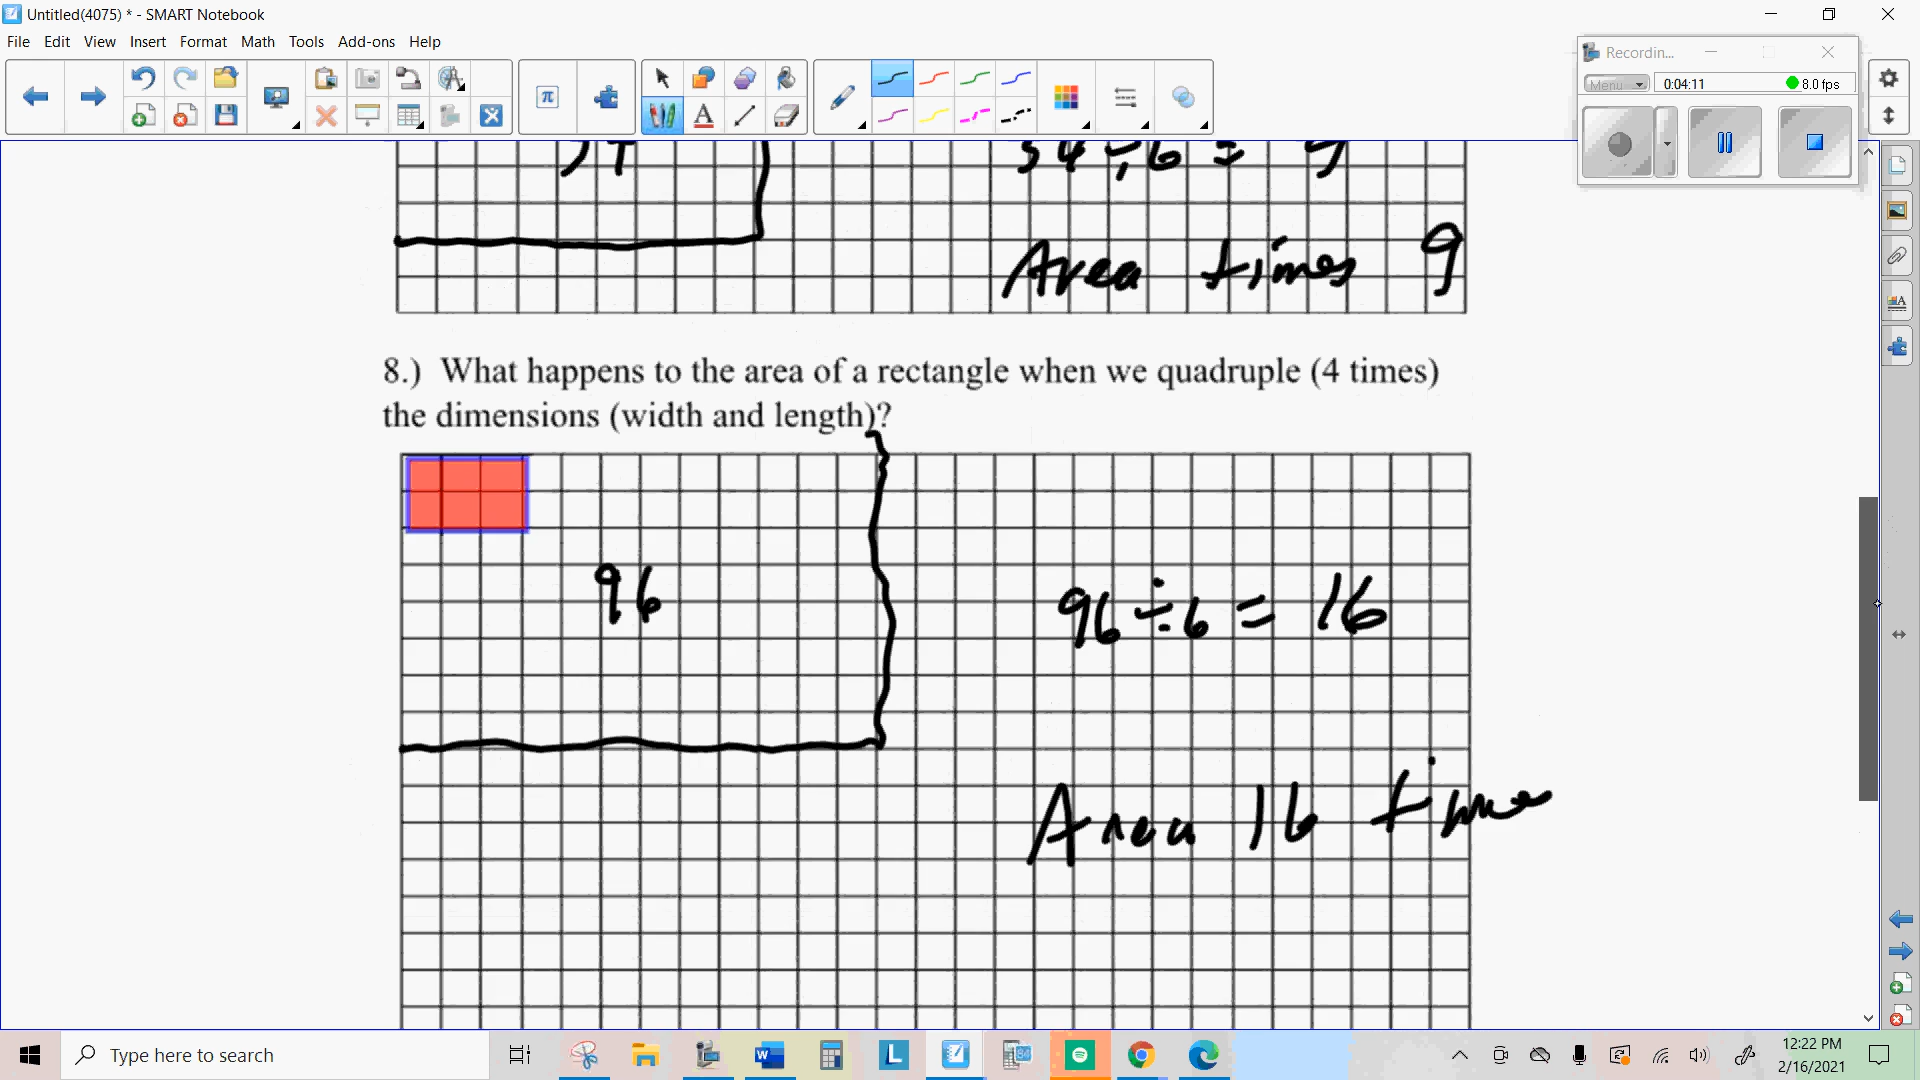 Untitled(4075) * - SMART Notebook
File Edit View Insert Format Math Tools Add-ons Help
Recordin...
Menu 0:04:11 8.0 fps
54 ÷ 6 = 9
Area times 9
8.) What happens to the area of a rectangle when we quadruple (4 times)
the dimensions (width and length)?
96
96 ÷ 6 = 16
Area 16 times
Type here to search
12:22 PM
2/16/2021